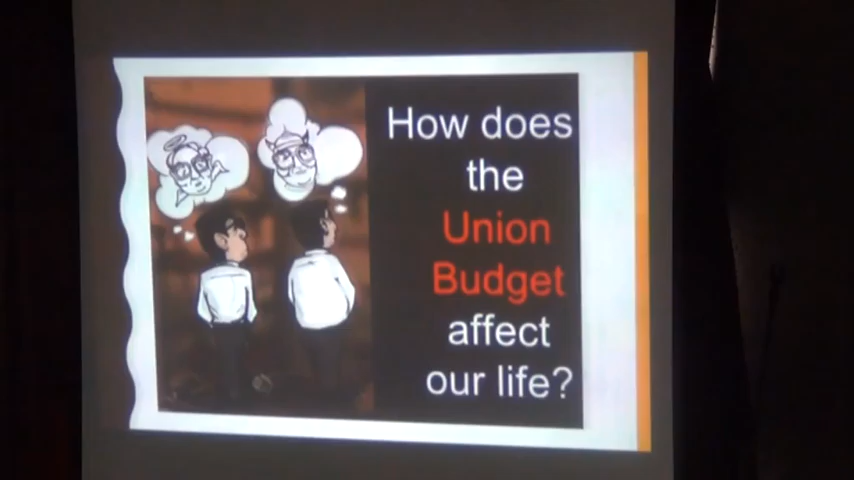 How does
the
Union
Budget
affect
our life?